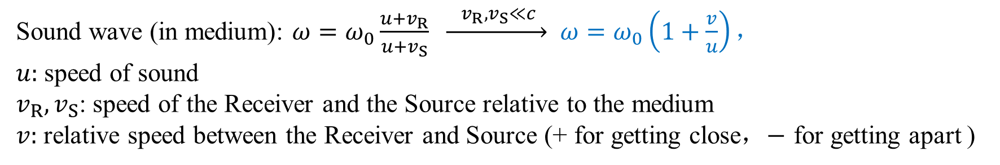 Sound wave (in medium): ω = ω₀ (u+v_R)/(u+v_S) —v_R,v_S≪c→ ω = ω₀ (1 + v/u)，
u: speed of sound
v_R, v_S: speed of the Receiver and the Source relative to the medium
v: relative speed between the Receiver and Source (+ for getting close， − for getting apart )